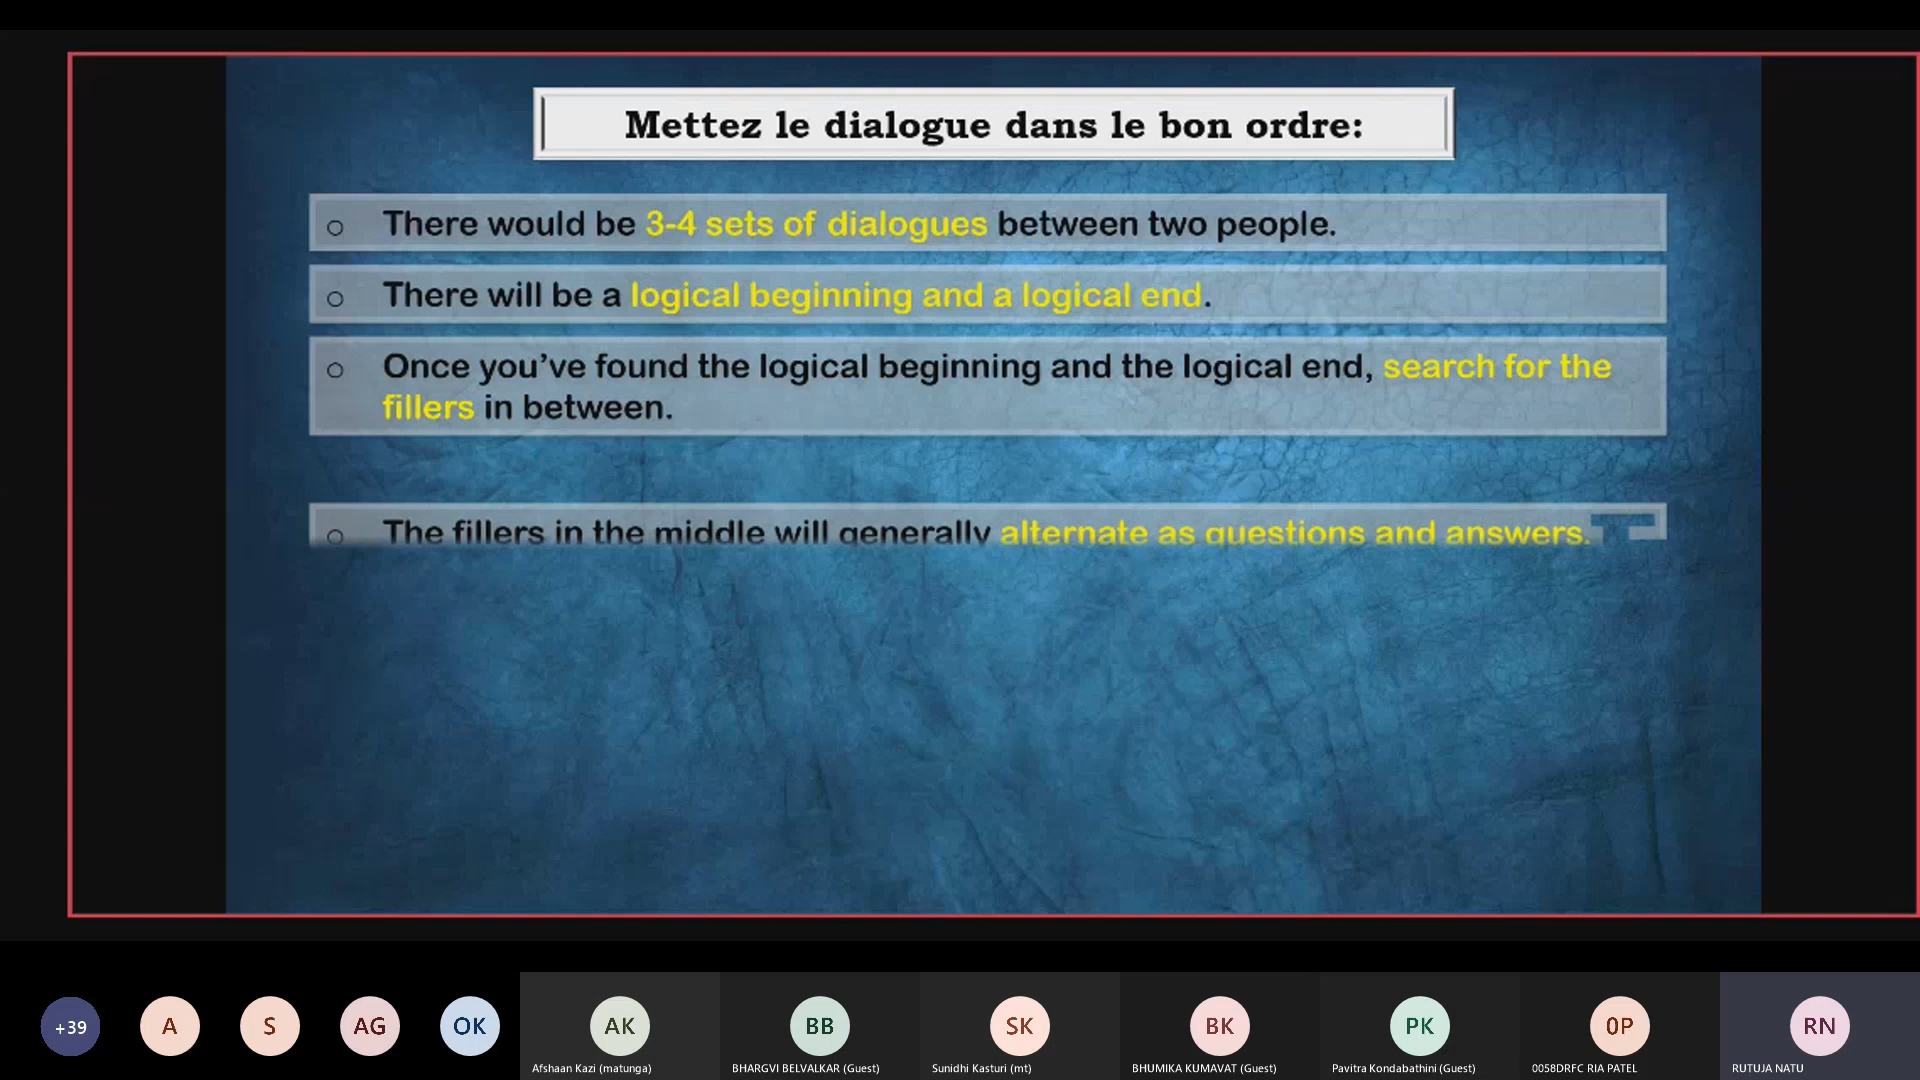 Mettez le dialogue dans le bon ordre:
There would be 3-4 sets of dialogues between two people.
There will be a logical beginning and a logical end.
Once you’ve found the logical beginning and the logical end, search for the
fillers in between.
The fillers in the middle will generally alternate as questions and answers.
+39
A
S
AG
OK
AK
BB
SK
BK
PK
0P
RN
Afshaan Kazi (matunga)
BHARGVI BELVALKAR (Guest)
Sunidhi Kasturi (mt)
BHUMIKA KUMAVAT (Guest)
Pavitra Kondabathini (Guest)
0058DRFC RIA PATEL
RUTUJA NATU